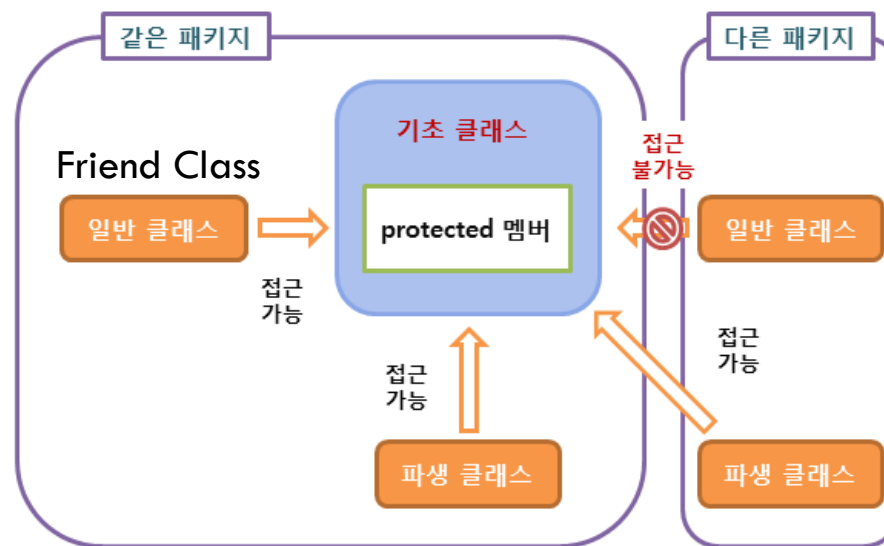 같은 패키지
다른 패키지
기초 클래스
접근
불가능
Friend Class
일반 클래스
protected 멤버
일반 클래스
접근
가능
접근
가능
접근
가능
파생 클래스
파생 클래스